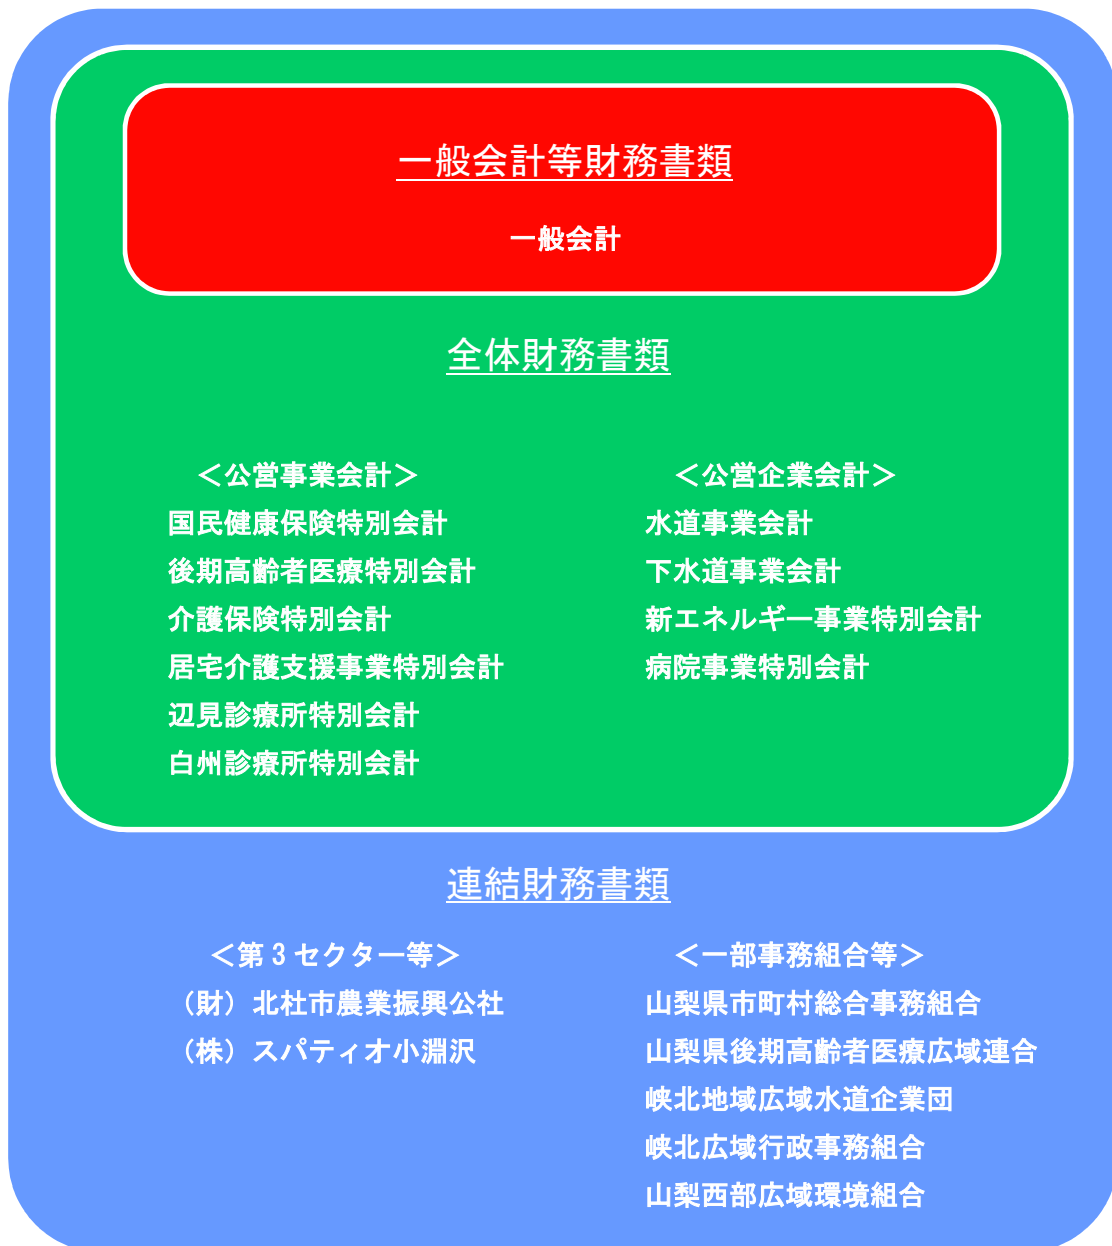 一般会計等財務書類
一般会計
全体財務書類
＜公営事業会計＞
国民健康保険特別会計
後期高齢者医療特別会計
介護保険特別会計
居宅介護支援事業特別会計
辺見診療所特別会計
白州診療所特別会計
＜公営企業会計＞
水道事業会計
下水道事業会計
新エネルギー事業特別会計
病院事業特別会計
連結財務書類
＜第3セクター等＞
（財）北杜市農業振興公社
（株）スパティオ小淵沢
＜一部事務組合等＞
山梨県市町村総合事務組合
山梨県後期高齢者医療広域連合
峡北地域広域水道企業団
峡北広域行政事務組合
山梨西部広域環境組合